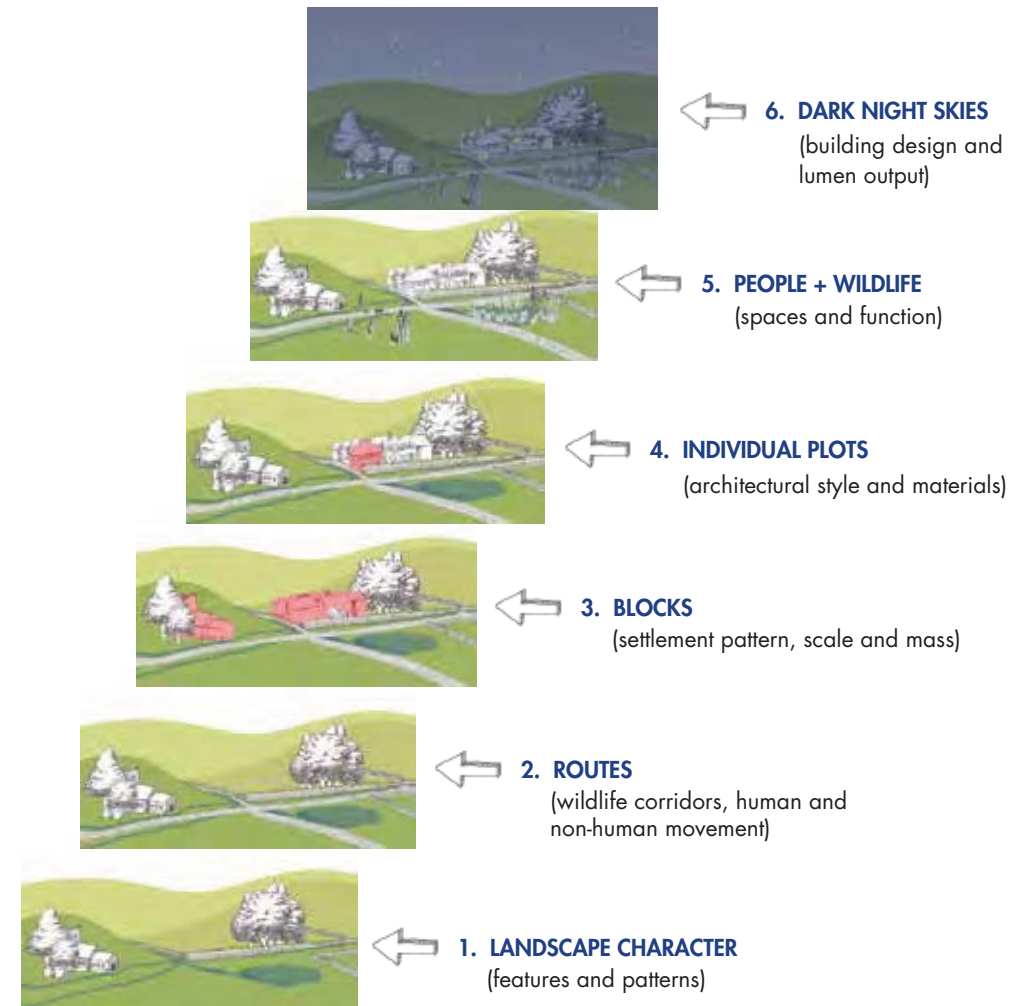 6. DARK NIGHT SKIES
(building design and
lumen output)
5. PEOPLE + WILDLIFE
(spaces and function)
4. INDIVIDUAL PLOTS
(architectural style and materials)
3. BLOCKS
(settlement pattern, scale and mass)
2. ROUTES
(wildlife corridors, human and
non-human movement)
1. LANDSCAPE CHARACTER
(features and patterns)